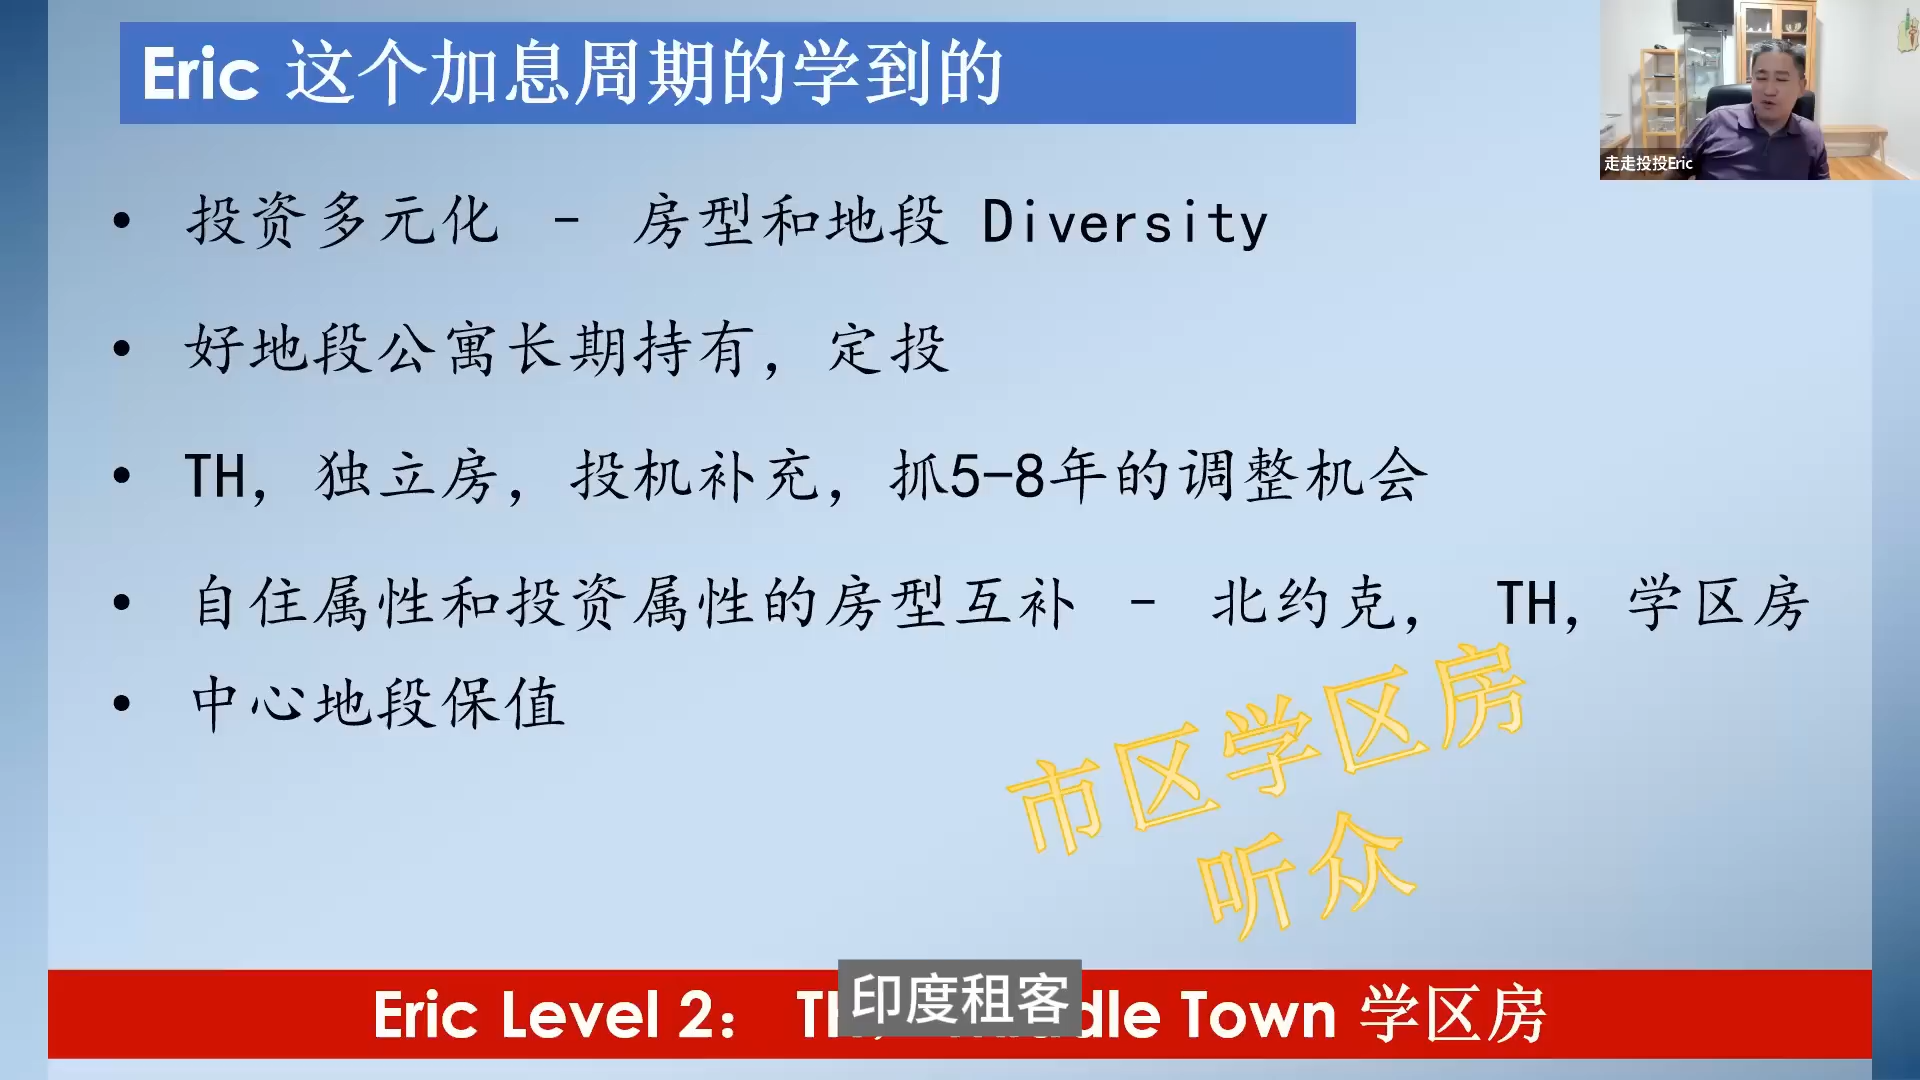 Eric 这个加息周期的学到的
走走投投Eric
• 投资多元化 - 房型和地段 Diversity
• 好地段公寓长期持有，定投
• TH，独立房，投机补充，抓5-8年的调整机会
• 自住属性和投资属性的房型互补 - 北约克， TH，学区房
• 中心地段保值
市区学区房
听众
Eric Level 2： Town 学区房
印度租客